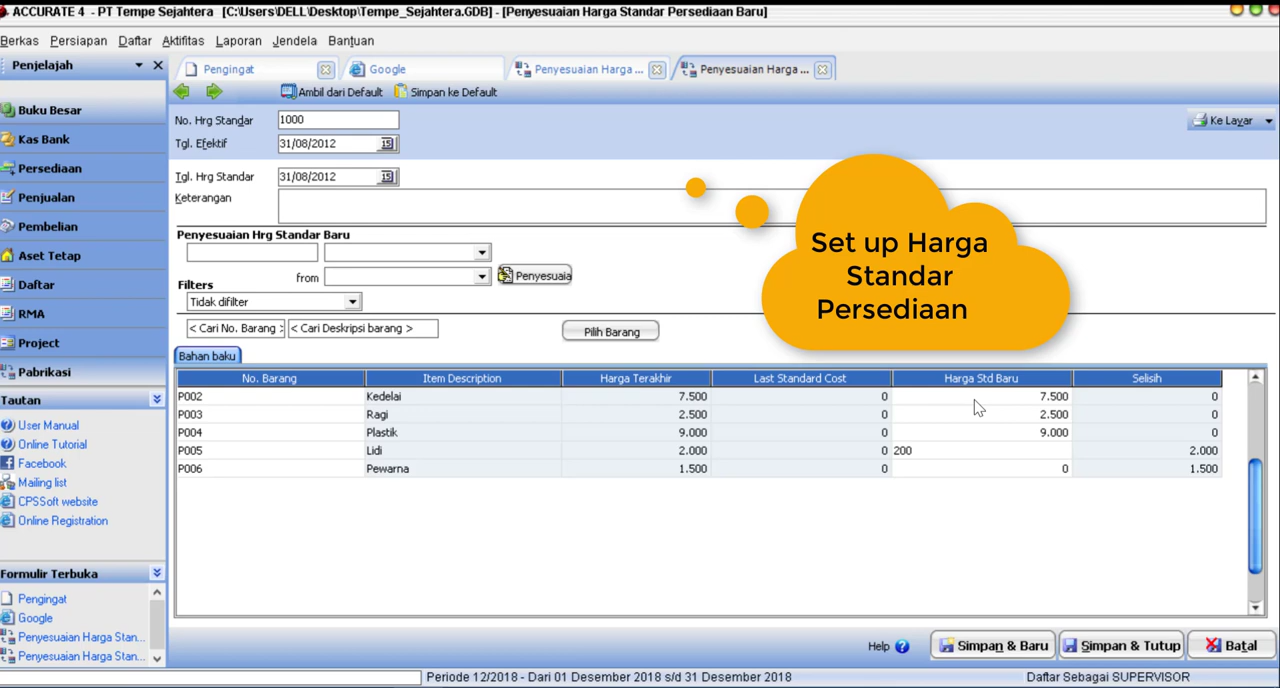 ACCURATE 4 - PT Tempe Sejahtera [C:\Users\DELL\Desktop\Tempe_Sejahtera.GDB] - [Penyesuaian Harga Standar Persediaan Baru]
Berkas Persiapan Daftar Aktifitas Laporan Jendela Bantuan
Penjelajah
Pengingat
Google
Penyesuaian Harga ...
Penyesuaian Harga ...
Ambil dari Default
Simpan ke Default
Buku Besar
Kas Bank
Persediaan
Penjualan
Pembelian
Aset Tetap
Daftar
RMA
Project
Pabrikasi
Tautan
User Manual
Online Tutorial
Facebook
Mailing list
CPSSoft website
Online Registration
Formulir Terbuka
Pengingat
Google
Penyesuaian Harga Stan...
Penyesuaian Harga Stan...
No. Hrg Standar 1000
Ke Layar
Tgl. Efektif 31/08/2012
Tgl. Hrg Standar 31/08/2012
Keterangan
Set up Harga
Standar
Persediaan
Penyesuaian Hrg Standar Baru
from
Penyesuaia
Filters
Tidak difilter
< Cari No. Barang > < Cari Deskripsi barang >
Pilih Barang
Bahan baku
No. Barang Item Description Harga Terakhir Last Standard Cost Harga Std Baru Selisih
P002 Kedelai 7.500 0 7.500 0
P003 Ragi 2.500 0 2.500 0
P004 Plastik 9.000 0 9.000 0
P005 Lidi 2.000 0 200 2.000
P006 Pewarna 1.500 0 0 1.500
Help
Simpan & Baru
Simpan & Tutup
Batal
Periode 12/2018 - Dari 01 Desember 2018 s/d 31 Desember 2018
Daftar Sebagai SUPERVISOR